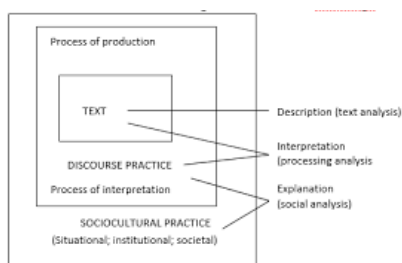 Process of production
TEXT
Description (text analysis)
Interpretation
(processing analysis
DISCOURSE PRACTICE
Process of interpretation
Explanation
(social analysis)
SOCIOCULTURAL PRACTICE
(Situational; institutional; societal)